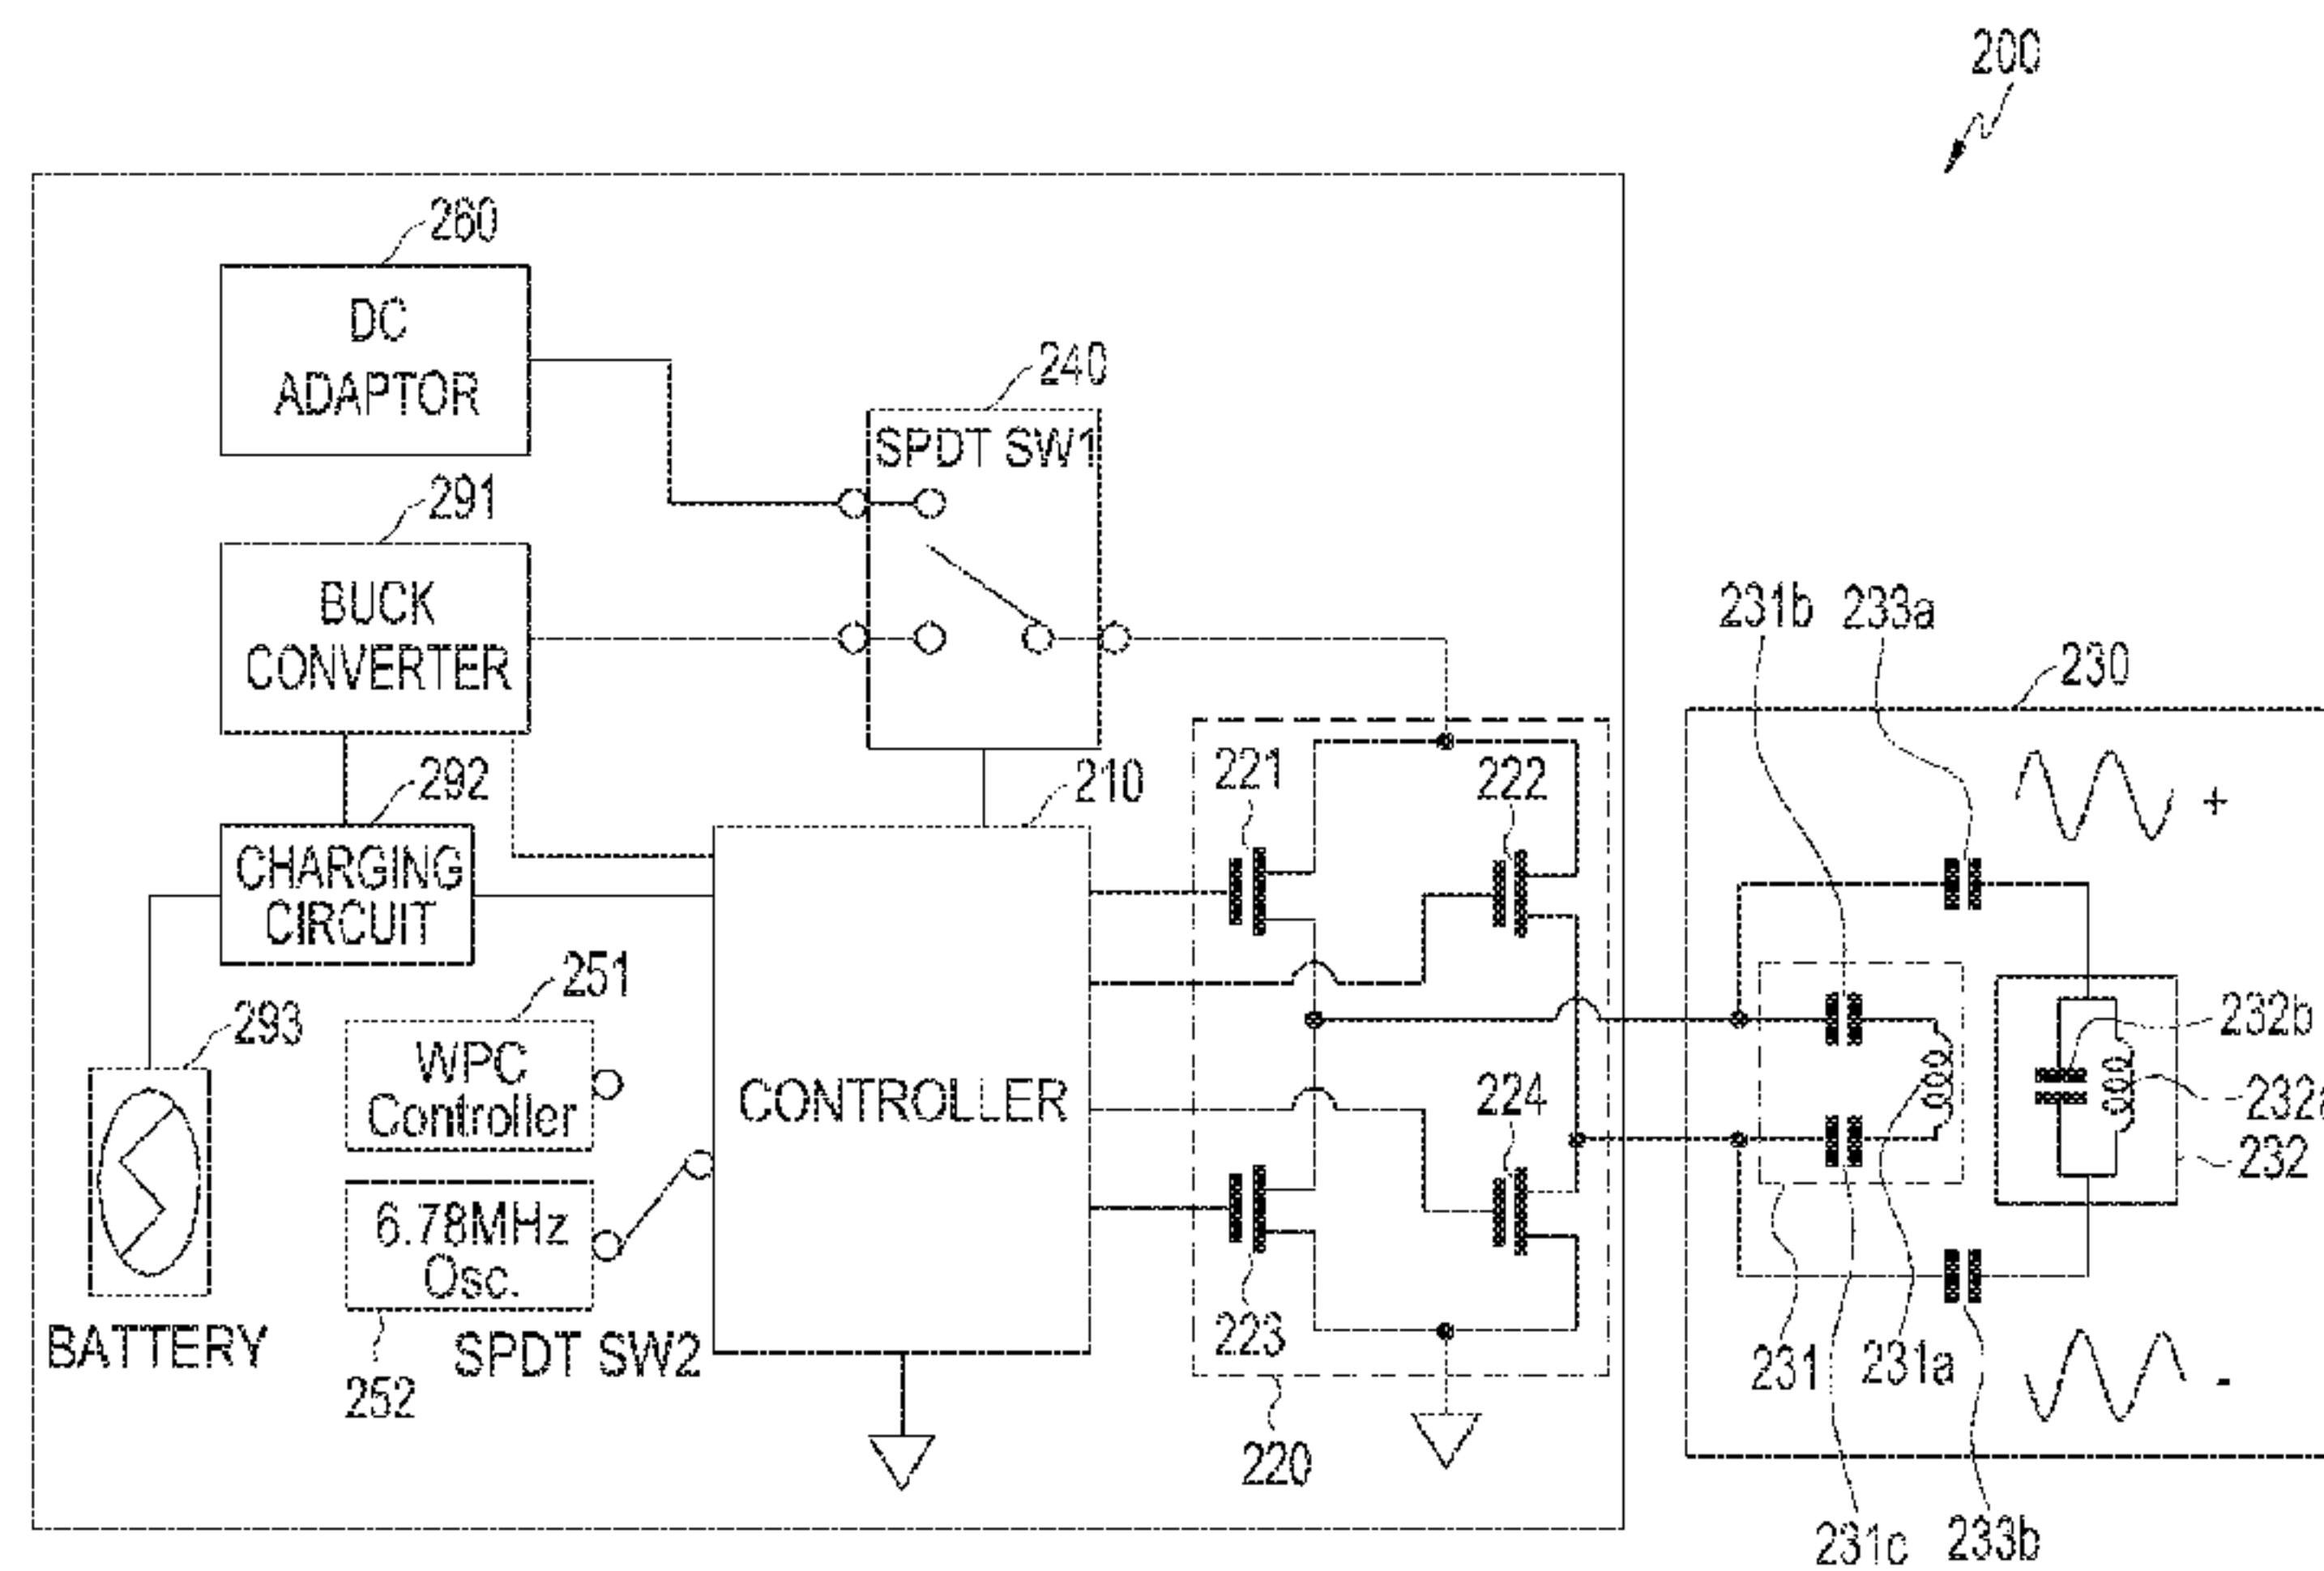 200
260
DC
ADAPTOR
240
SPDT SW1
291
BUCK
CONVERTER
231b
233a
230
292
210
221
222
+
CHARGING
CIRCUIT
251
293
WPC
Controller
232b
CONTROLLER
224
6.78MHz
Osc.
232
BATTERY
SPDT SW2
223
231
231a
-
252
220
231c
233b